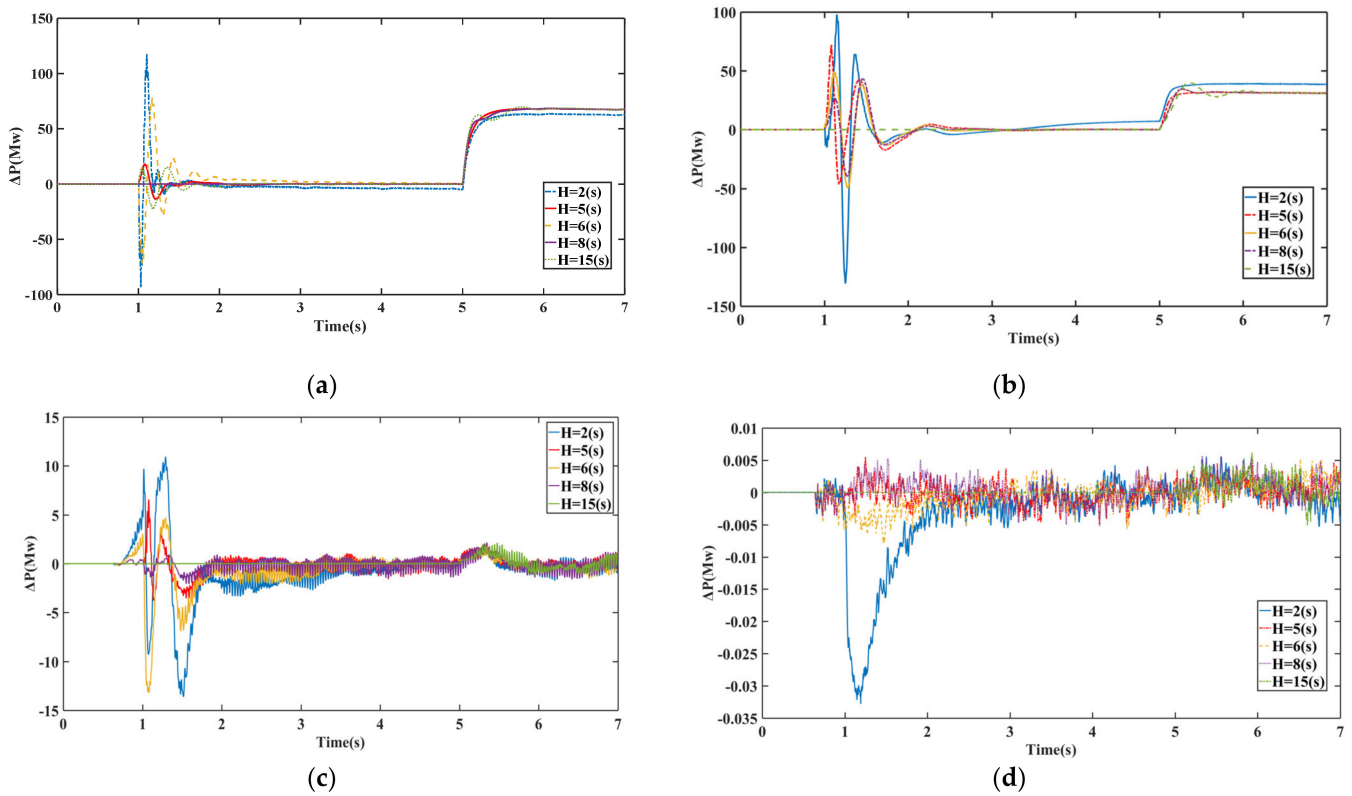 150
100
50
0
-50
-100
ΔP(Mw)
H=2(s)
H=5(s)
H=6(s)
H=8(s)
H=15(s)
0 1 2 3 4 5 6 7
Time(s)
(a)
100
50
0
-50
-100
-150
ΔP(Mw)
H=2(s)
H=5(s)
H=6(s)
H=8(s)
H=15(s)
0 1 2 3 4 5 6 7
Time(s)
(b)
15
10
5
0
-5
-10
-15
ΔP(Mw)
H=2(s)
H=5(s)
H=6(s)
H=8(s)
H=15(s)
0 1 2 3 4 5 6 7
Time(s)
(c)
0.01
0.005
0
-0.005
-0.01
-0.015
-0.02
-0.025
-0.03
-0.035
ΔP(Mw)
H=2(s)
H=5(s)
H=6(s)
H=8(s)
H=15(s)
0 1 2 3 4 5 6 7
Time(s)
(d)